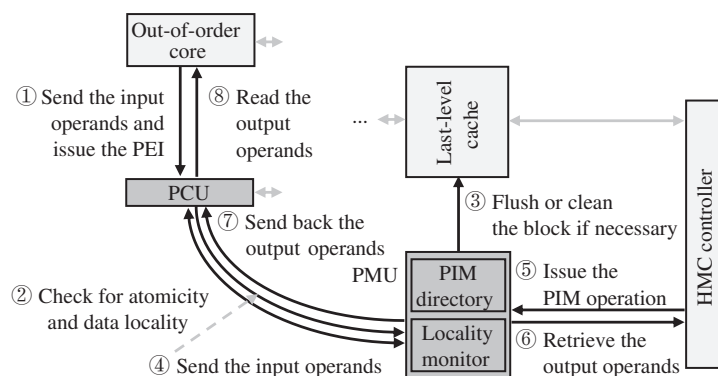 Out-of-order
core
① Send the input
operands and
issue the PEI
⑧ Read the
output
operands
...
Last-level
cache
HMC controller
PCU
③ Flush or clean
the block if necessary
⑦ Send back the
output operands
PMU
PIM
directory
⑤ Issue the
PIM operation
② Check for atomicity
and data locality
Locality
monitor
⑥ Retrieve the
output operands
④ Send the input operands